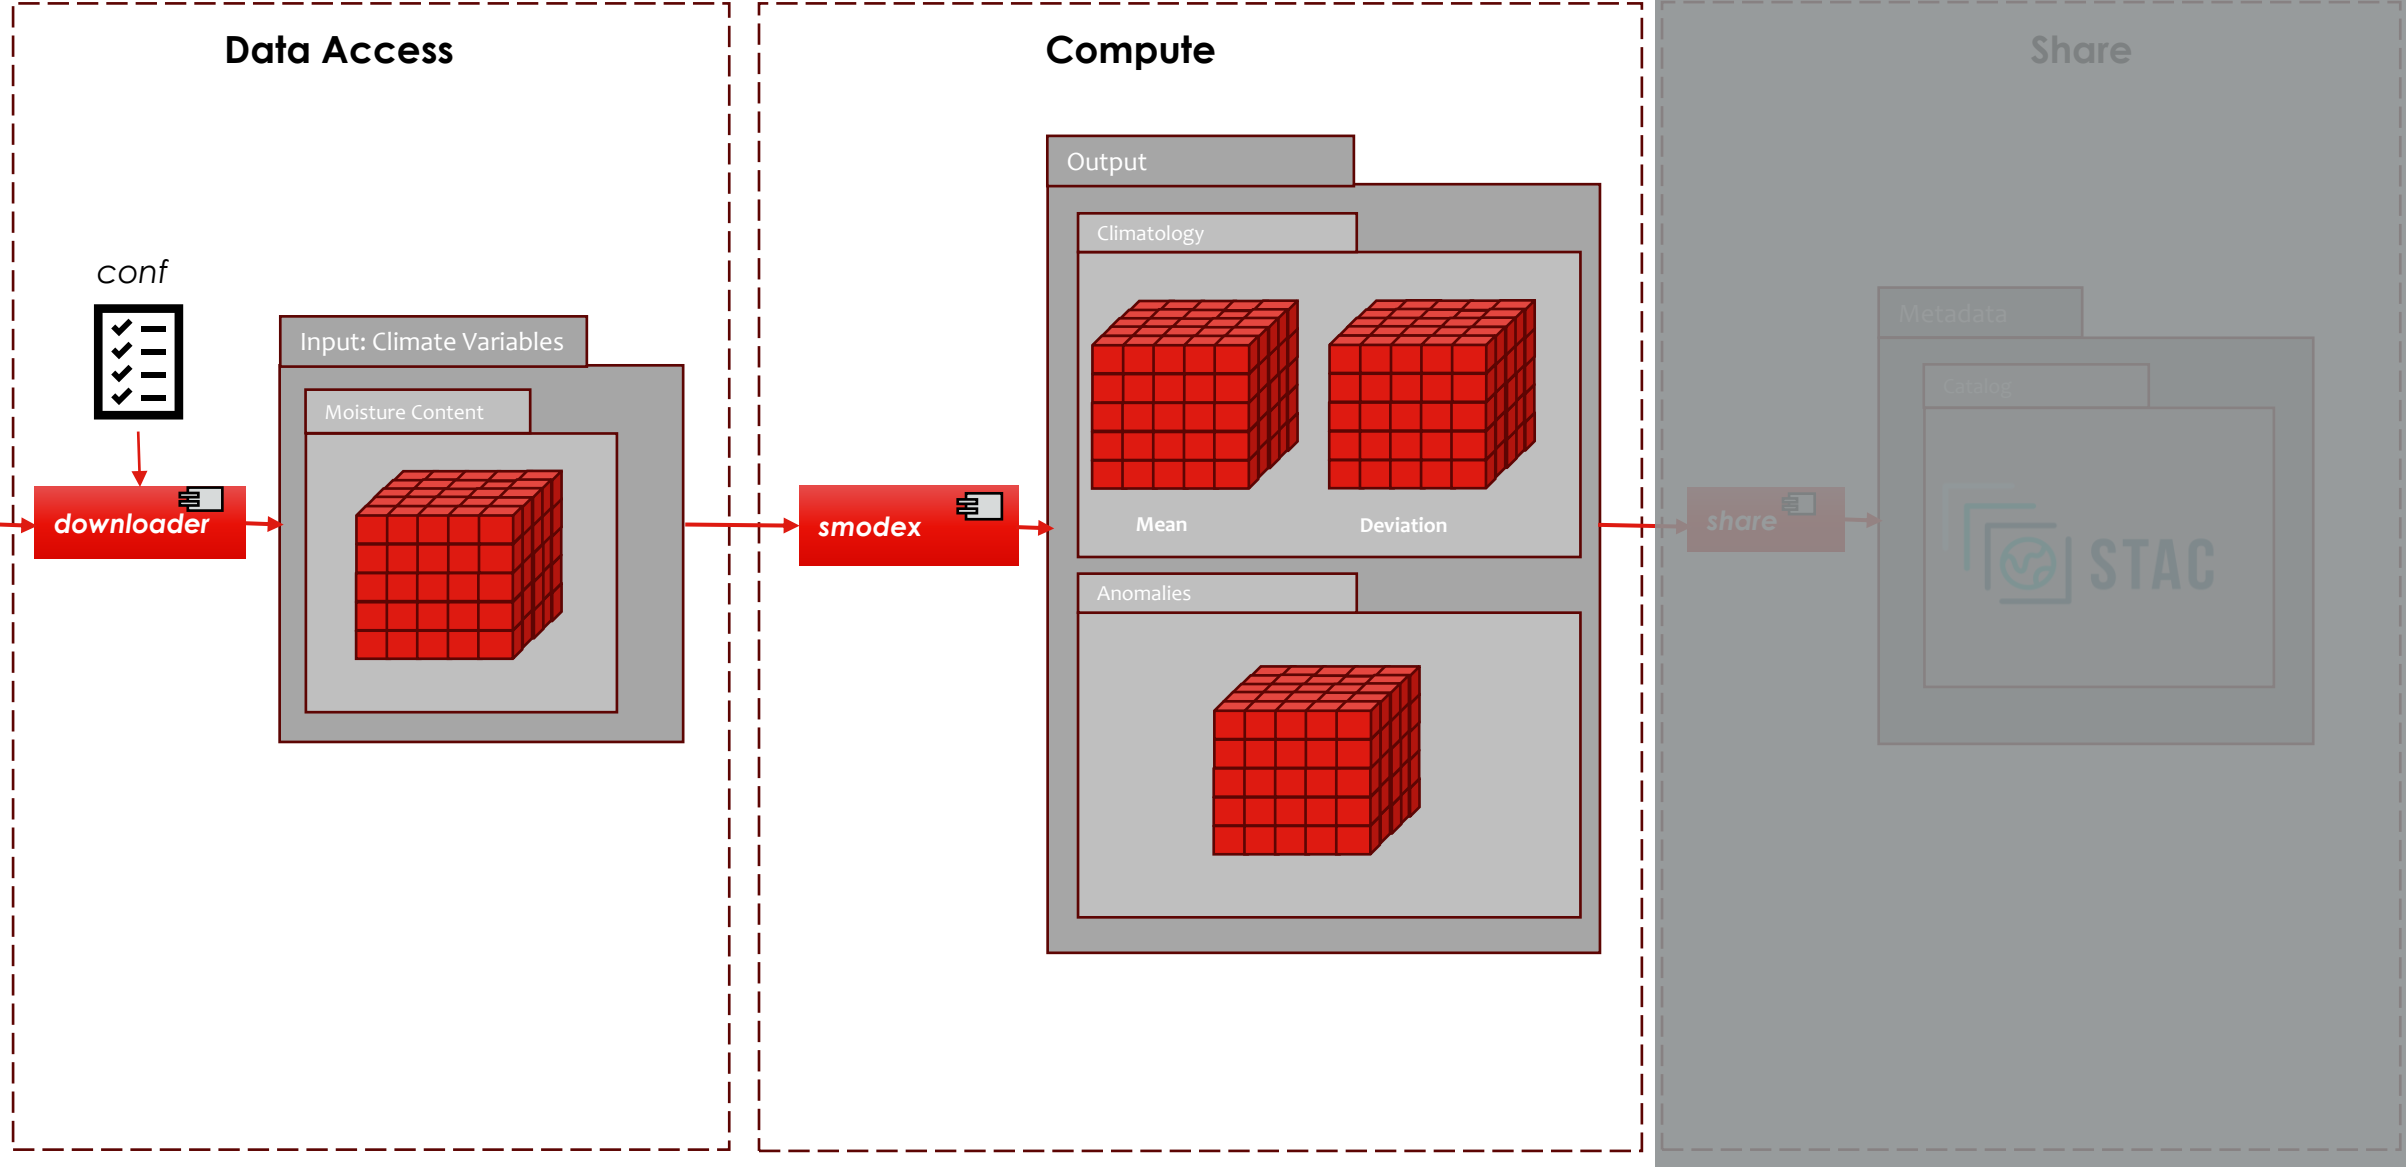 Data Access
conf
downloader
Input: Climate Variables
Moisture Content
Compute
smodex
Output
Climatology
Mean
Deviation
Anomalies
Share
share
Metadata
Catalog
STAC